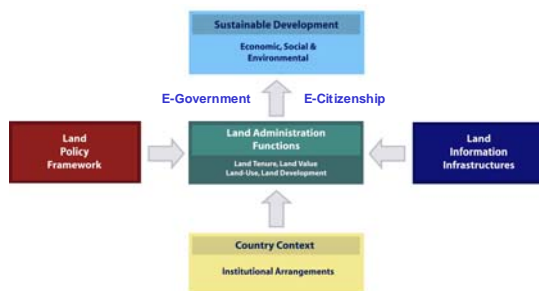 Sustainable Development
Economic, Social &
Environmental
E-Government
E-Citizenship
Land
Policy
Framework
Land Administration
Functions
Land Tenure, Land Value
Land-Use, Land Development
Land
Information
Infrastructures
Country Context
Institutional Arrangements